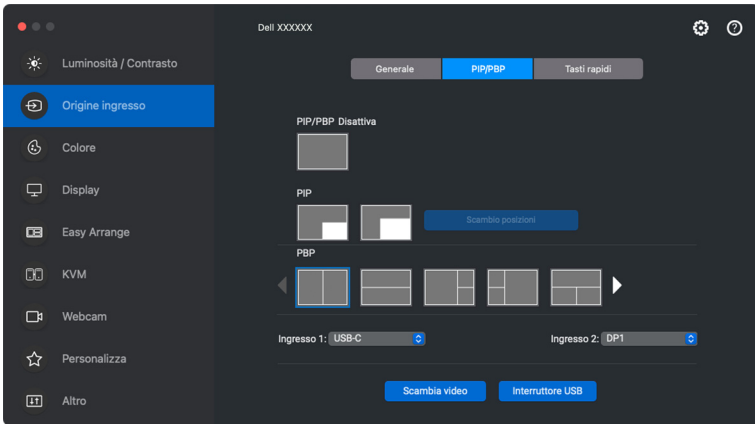 Dell XXXXXX
Luminosità / Contrasto
Origine ingresso
Colore
Display
Easy Arrange
KVM
Webcam
Personalizza
Altro
Generale
PIP/PBP
Tasti rapidi
PIP/PBP Disattiva
PIP
Scambio posizioni
PBP
Ingresso 1: USB-C
Ingresso 2: DP1
Scambia video
Interruttore USB